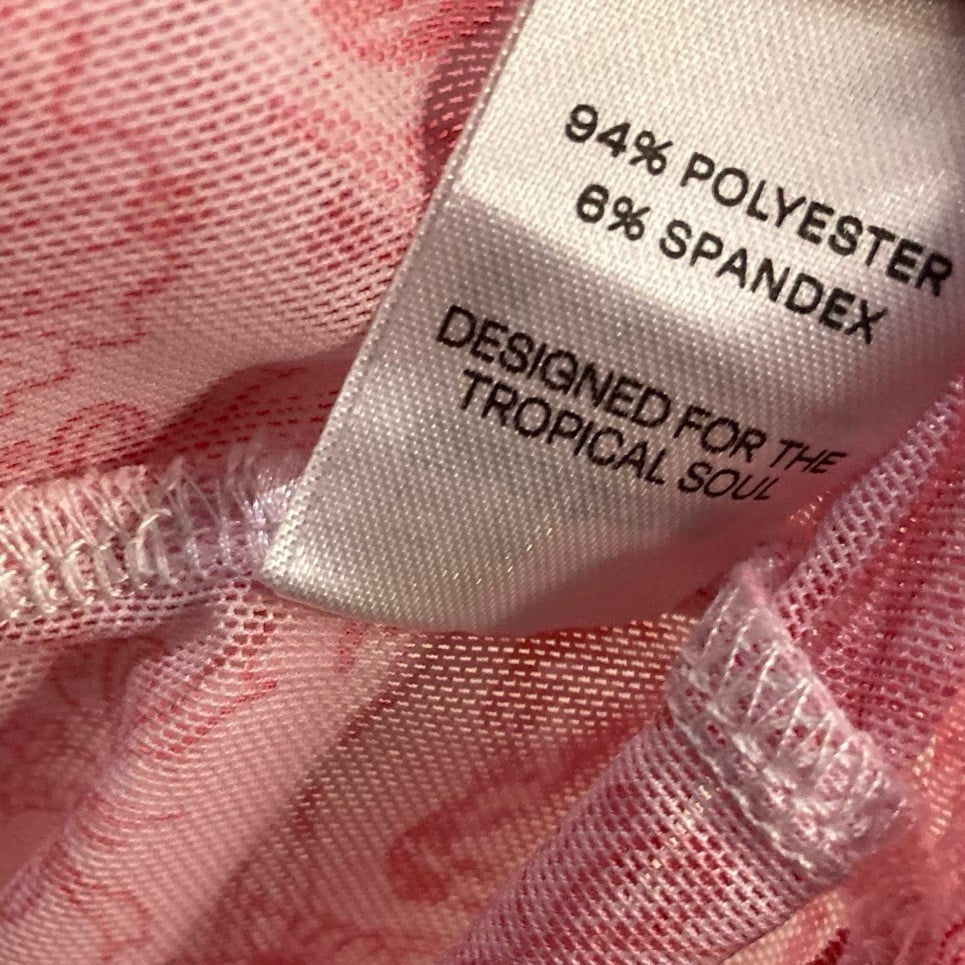 94% POLYESTER
6% SPANDEX
DESIGNED FOR THE
TROPICAL SOUL